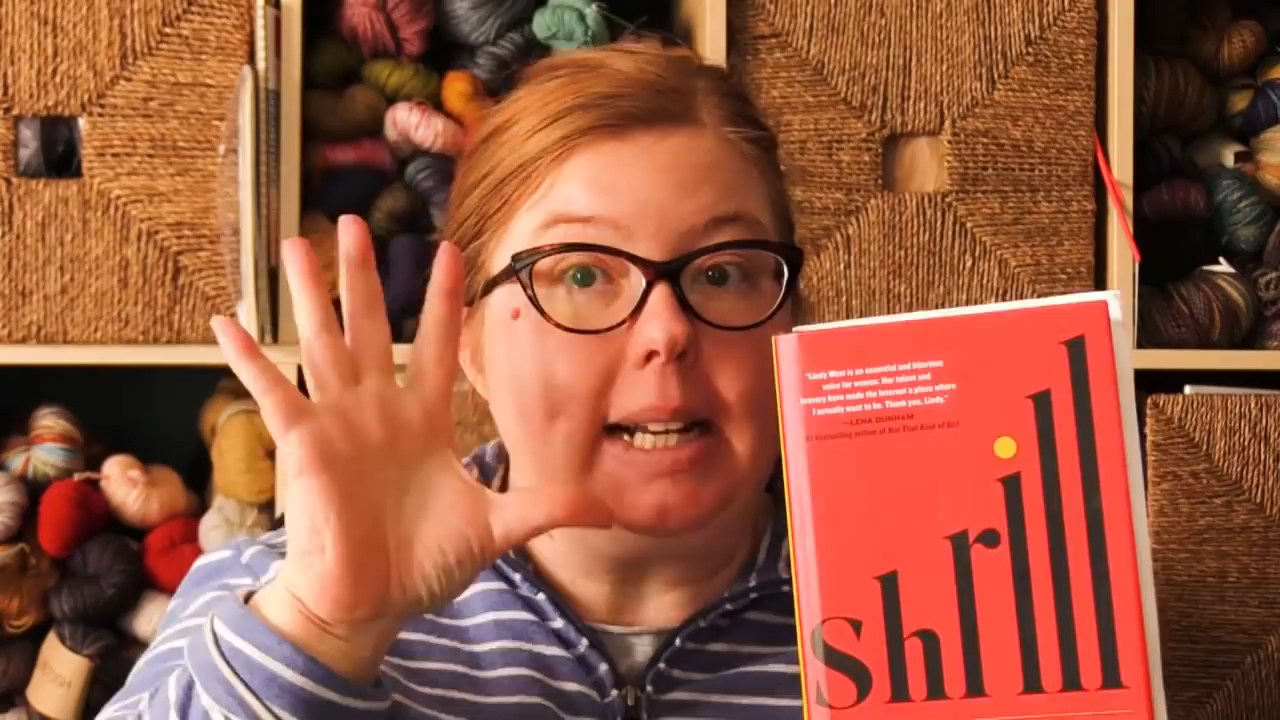 "Lindy West is an essential and hilarious
voice for women. Her talent and
bravery have made the Internet a place where
I actually want to be. Thank you, Lindy."
—LENA DUNHAM
#1 bestselling author of Not That Kind of Girl
shrill